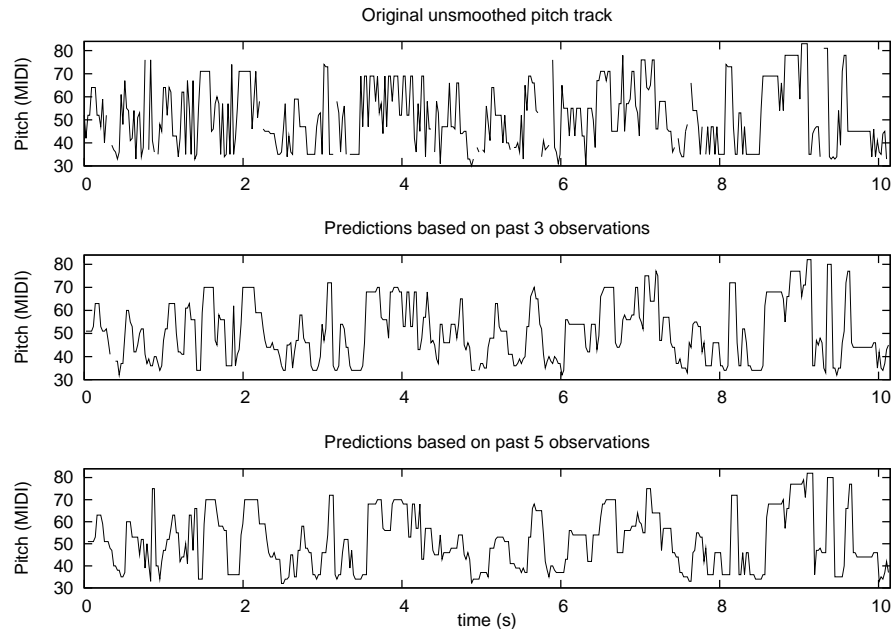 Original unsmoothed pitch track
Pitch (MIDI)
80
70
60
50
40
30
0 2 4 6 8 10
Predictions based on past 3 observations
Pitch (MIDI)
80
70
60
50
40
30
0 2 4 6 8 10
Predictions based on past 5 observations
Pitch (MIDI)
80
70
60
50
40
30
0 2 4 6 8 10
time (s)